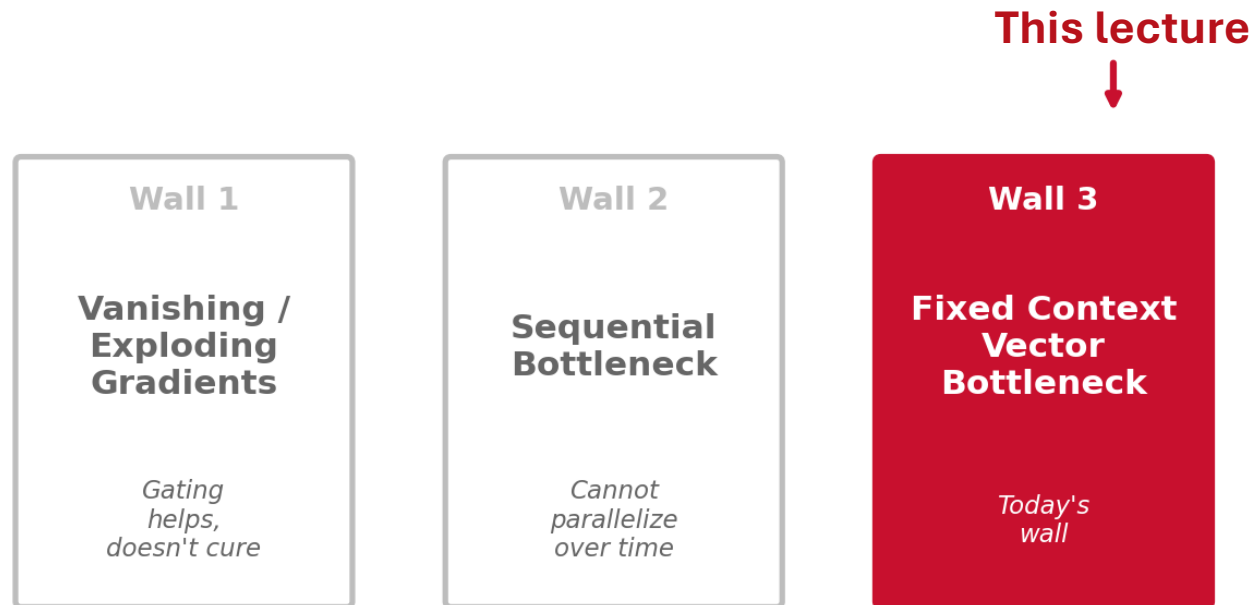 This lecture
Wall 1
Vanishing /
Exploding
Gradients
Gating
helps,
doesn't cure
Wall 2
Sequential
Bottleneck
Cannot
parallelize
over time
Wall 3
Fixed Context
Vector
Bottleneck
Today's
wall